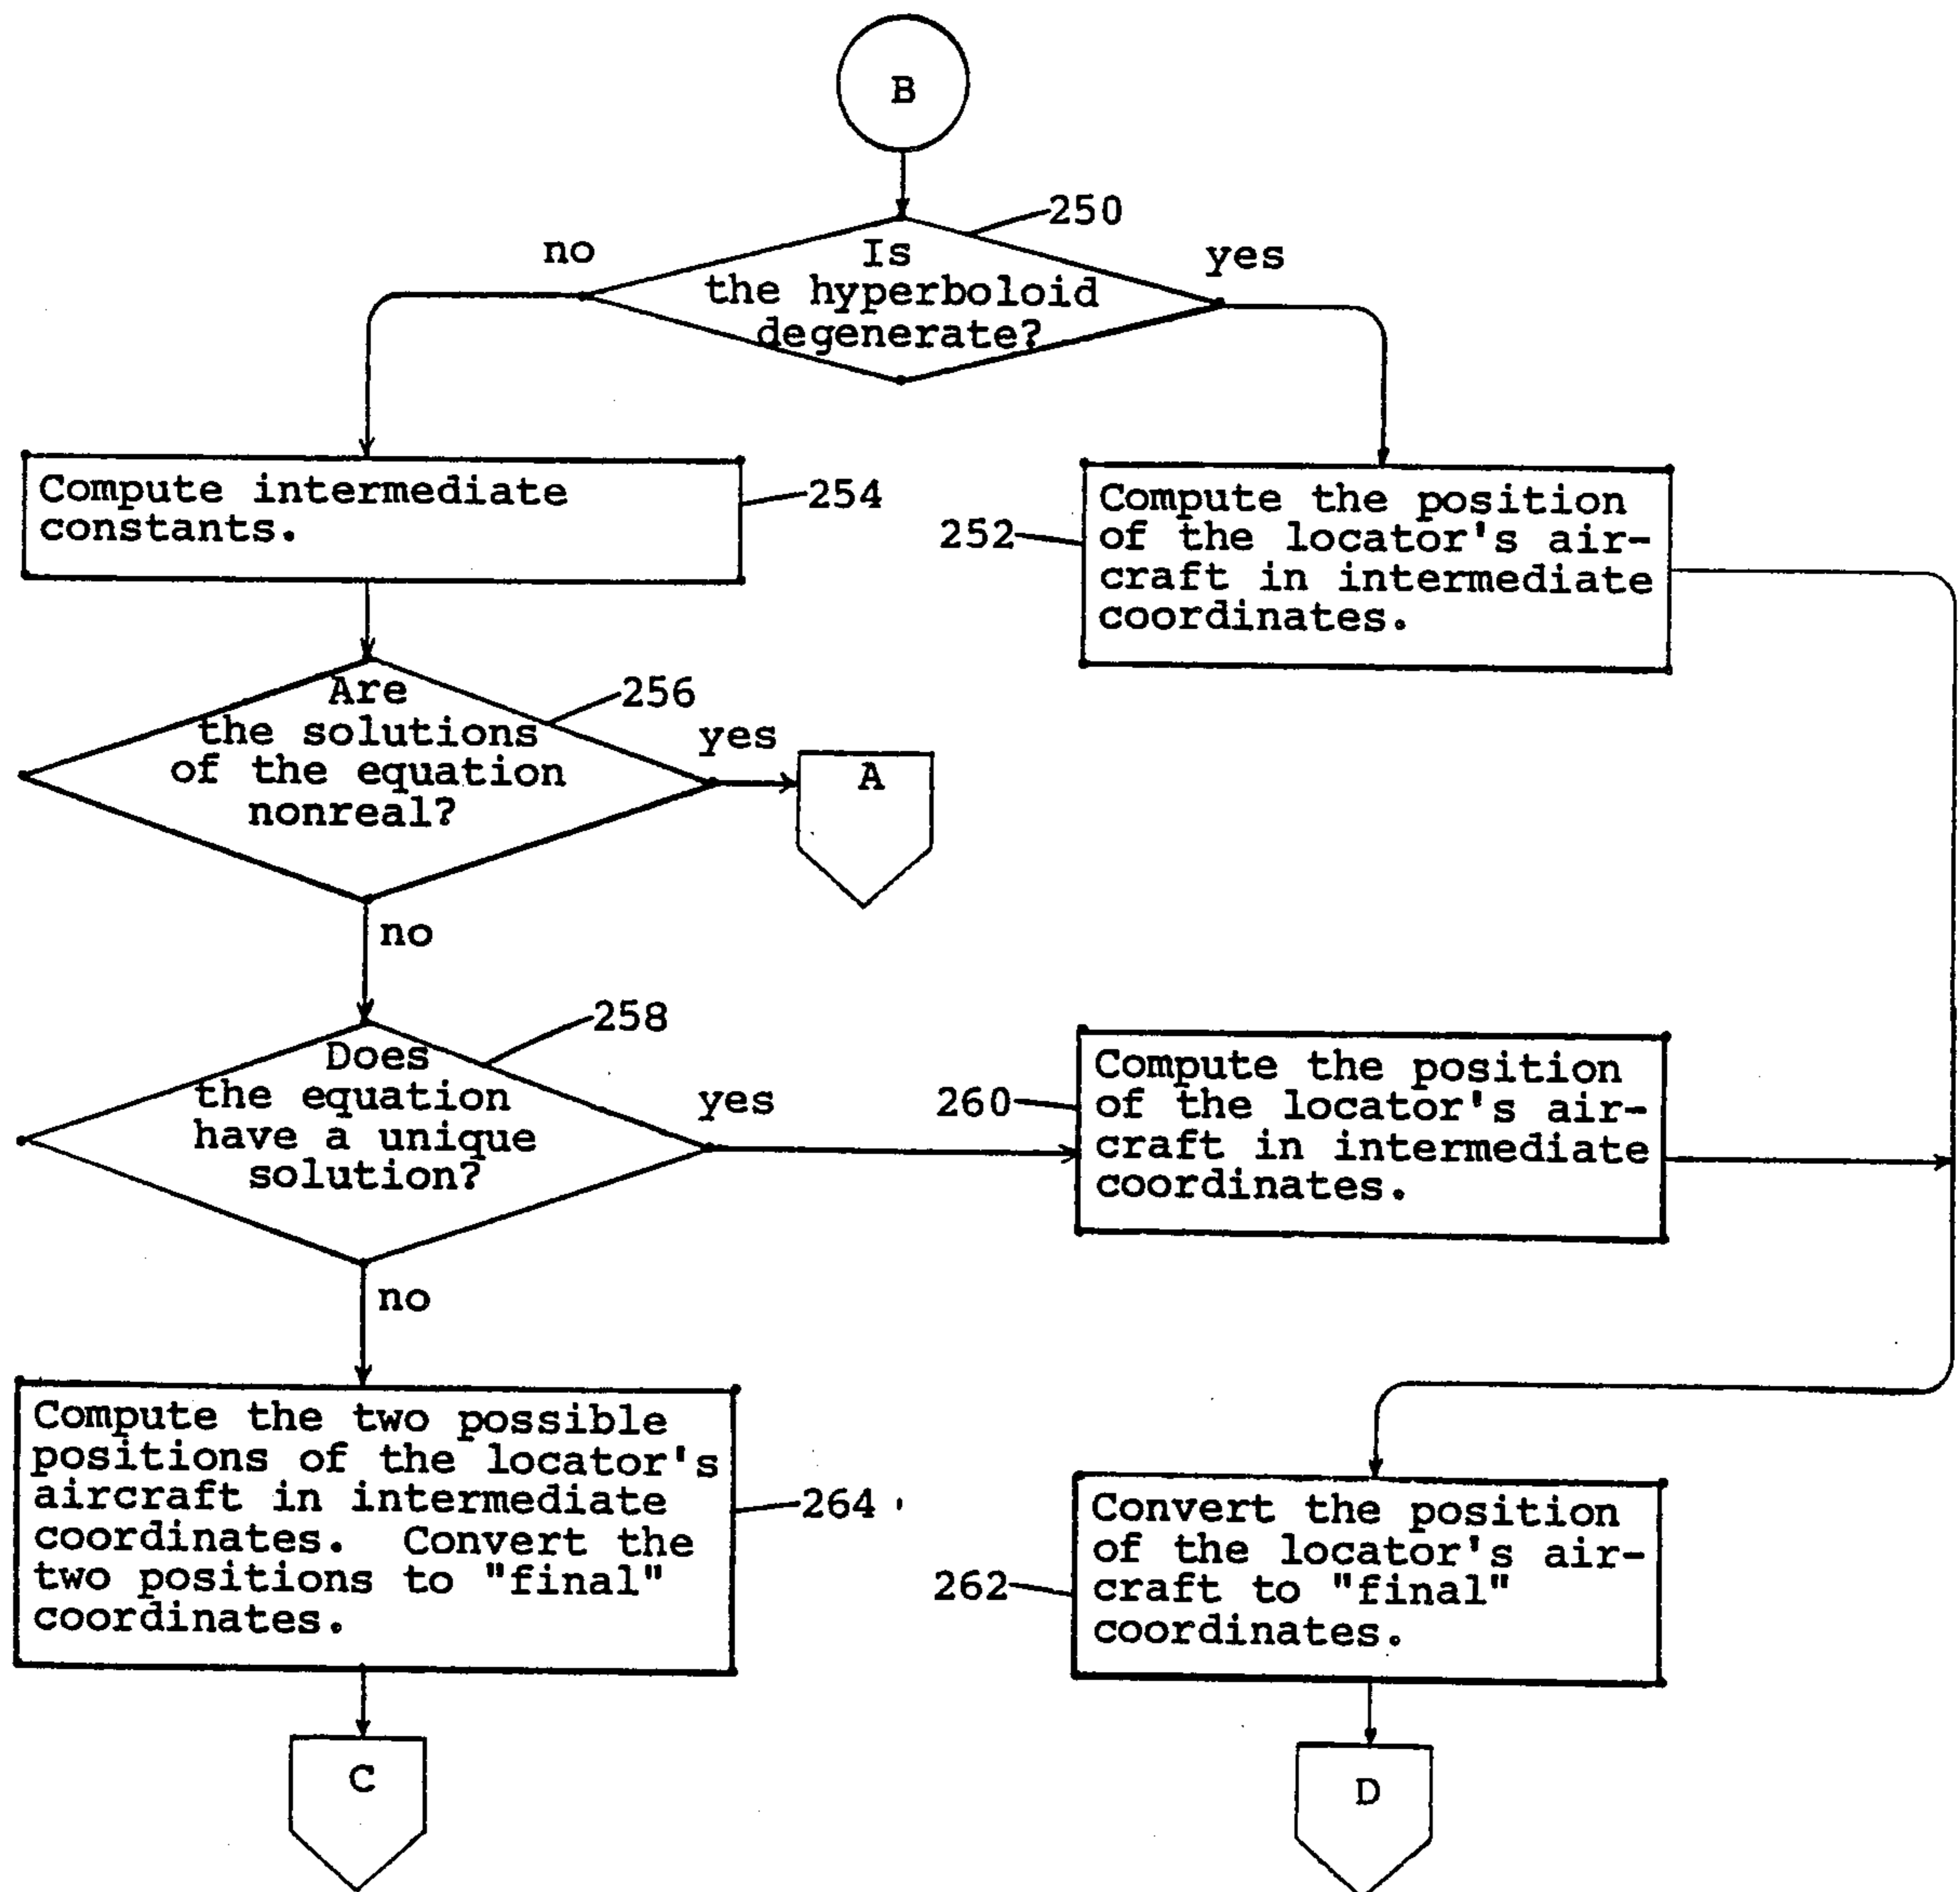 B
250
no
yes
Is
the hyperboloid
degenerate?
Compute intermediate
constants.
254
252
Compute the position
of the locator's air-
craft in intermediate
coordinates.
256
Are
the solutions
of the equation
nonreal?
yes
A
no
258
Does
the equation
have a unique
solution?
yes
260
Compute the position
of the locator's air-
craft in intermediate
coordinates.
no
Compute the two possible
positions of the locator's
aircraft in intermediate
coordinates. Convert the
two positions to "final"
coordinates.
264
262
Convert the position
of the locator's air-
craft to "final"
coordinates.
C
D